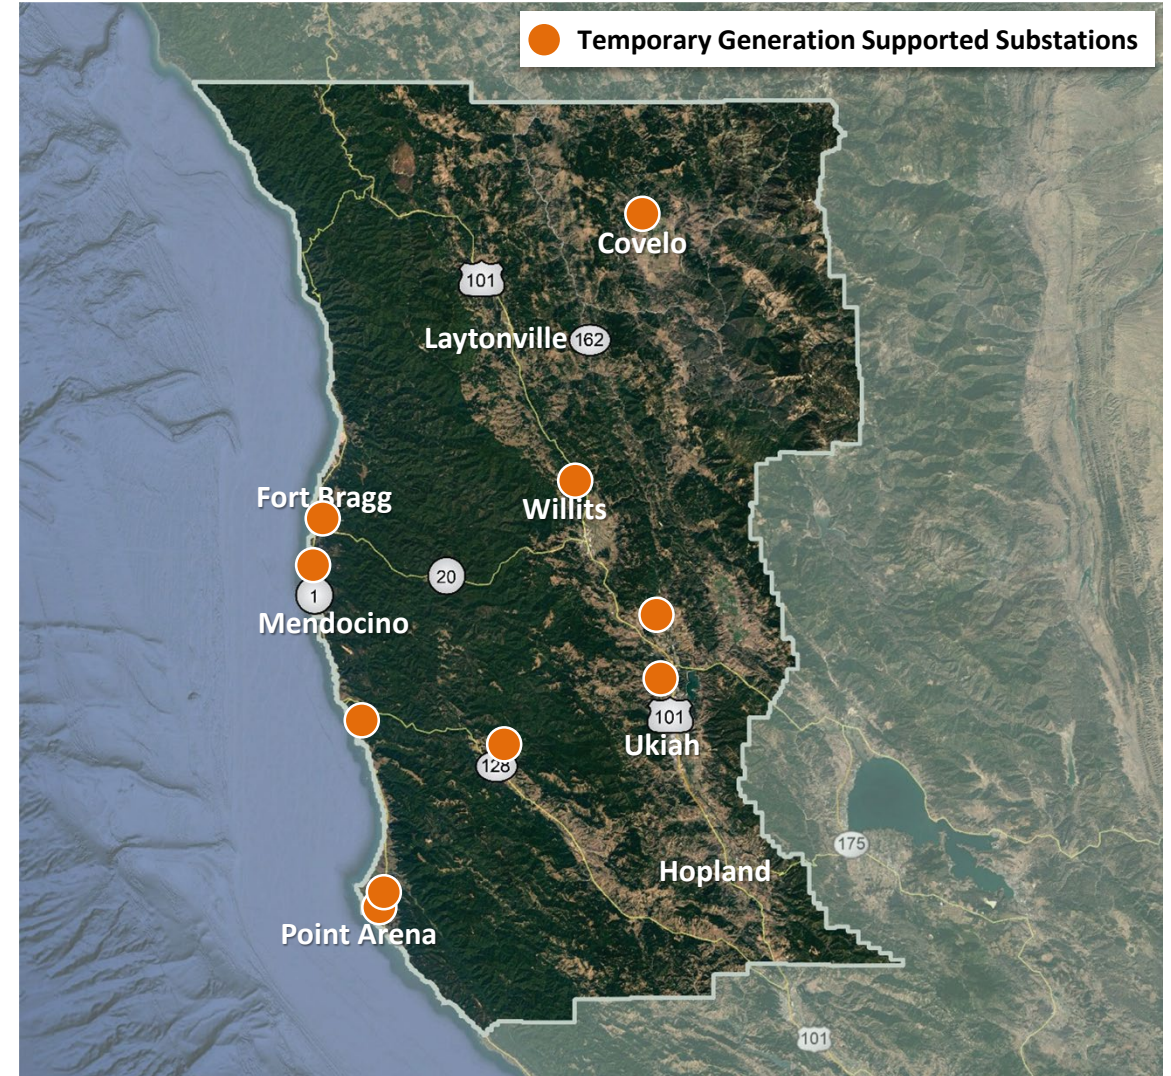 Temporary Generation Supported Substations
Covelo
101
Laytonville
162
Fort Bragg
Willits
20
1
Mendocino
101
Ukiah
128
175
Hopland
Point Arena
101